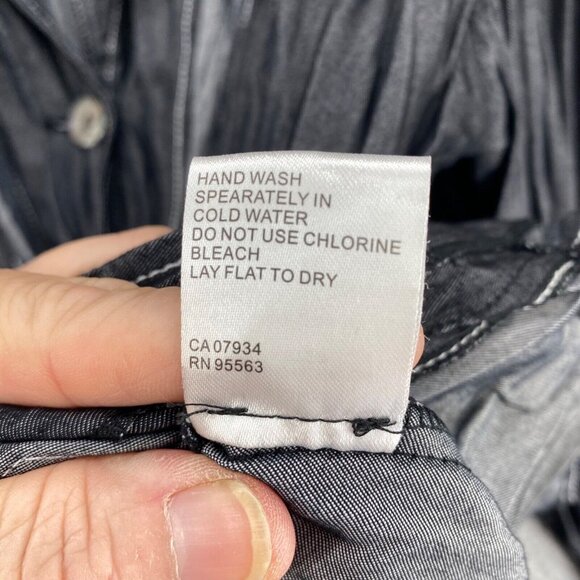 HAND WASH
SPEARATELY IN
COLD WATER
DO NOT USE CHLORINE
BLEACH
LAY FLAT TO DRY
CA 07934
RN 95563